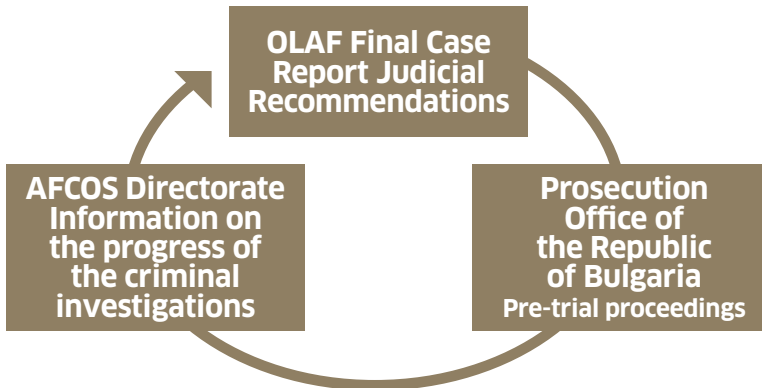 OLAF Final Case
Report Judicial
Recommendations
AFCOS Directorate
Information on
the progress of
the criminal
investigations
Prosecution
Office of
the Republic
of Bulgaria
Pre-trial proceedings